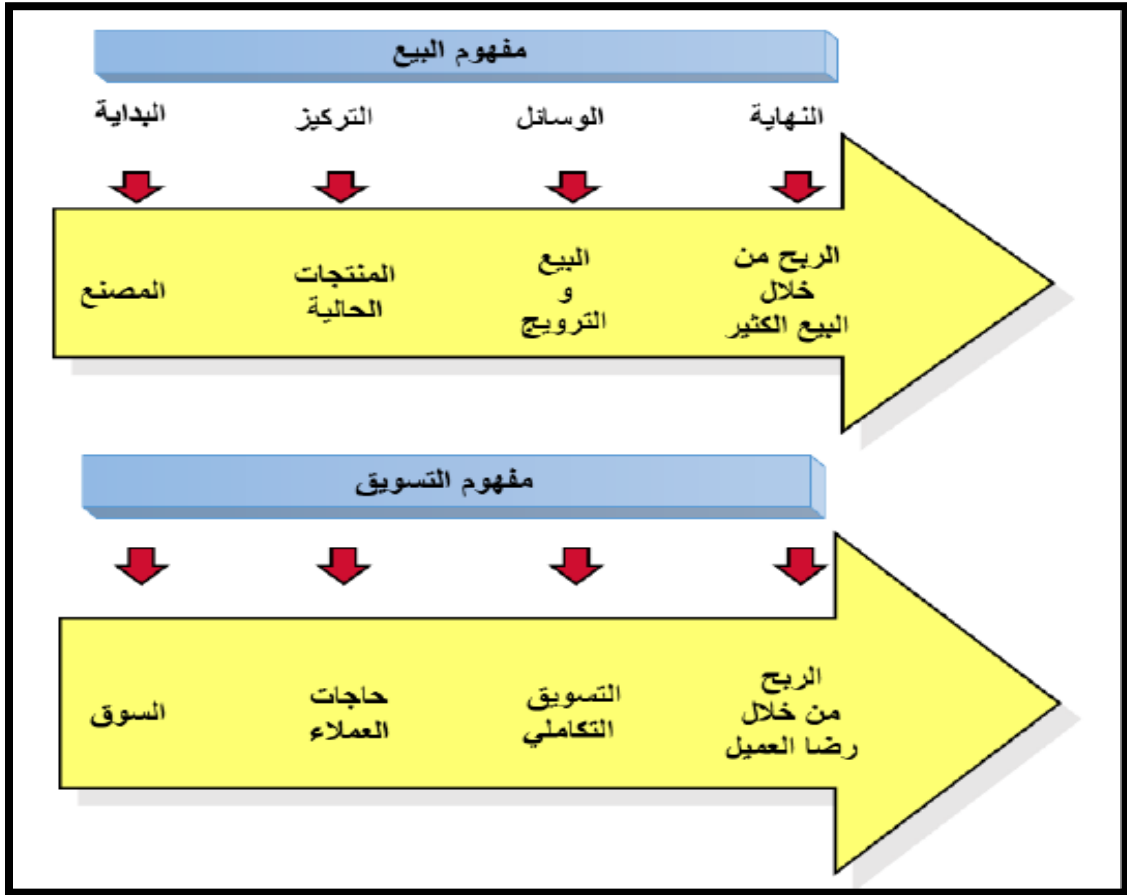 مفهوم البيع
البداية
التركيز
الوسائل
النهاية
المصنع
المنتجات
الحالية
البيع
و
الترويج
الربح من
خلال
البيع الكثير
مفهوم التسويق
السوق
حاجات
العملاء
التسويق
التكاملي
الربح
من خلال
رضا العميل